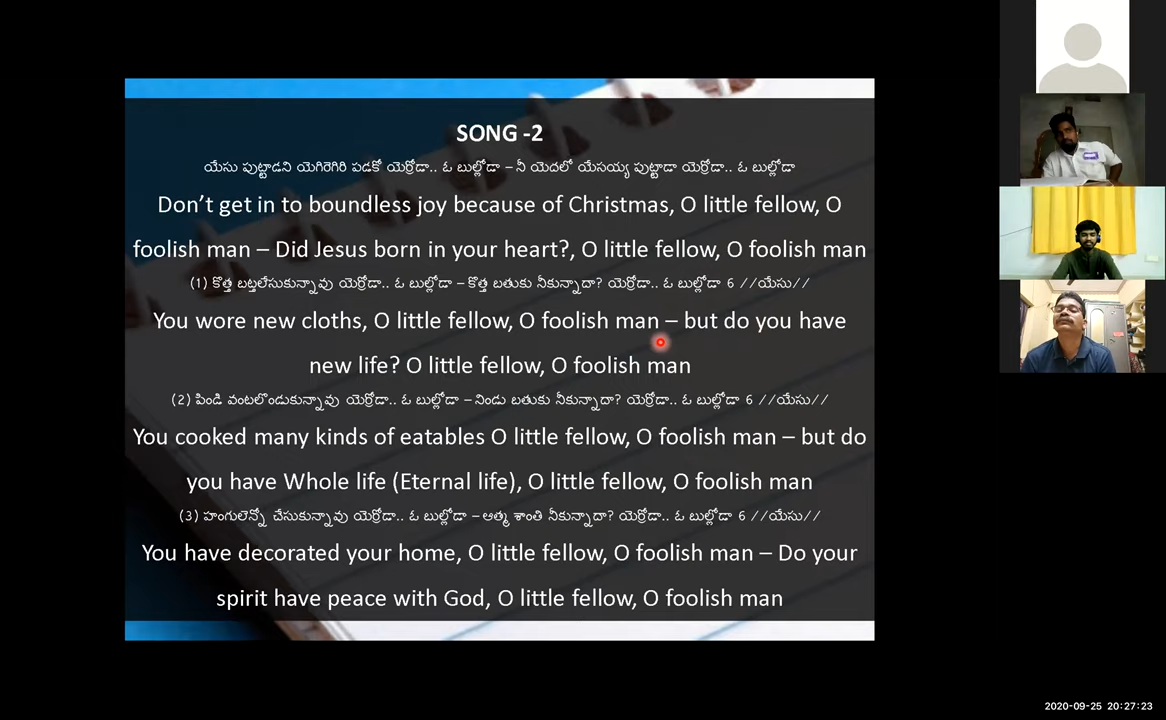 SONG -2
యేసు పుట్టాడని యెగిరెగిరి పడకో యెర్రోడా.. ఓ బుల్లోడా – నీ యెదలో యేసయ్య పుట్టాడా యెర్రోడా.. ఓ బుల్లోడా
Don’t get in to boundless joy because of Christmas, O little fellow, O
foolish man – Did Jesus born in your heart?, O little fellow, O foolish man
(1) కొత్త బట్టలేసుకున్నావు యెర్రోడా.. ఓ బుల్లోడా – కొత్త బతుకు నీకున్నాదా? యెర్రోడా.. ఓ బుల్లోడా 6 //యేసు//
You wore new cloths, O little fellow, O foolish man – but do you have
new life? O little fellow, O foolish man
(2) పిండి వంటలొండుకున్నావు యెర్రోడా.. ఓ బుల్లోడా – నిండు బతుకు నీకున్నాదా? యెర్రోడా.. ఓ బుల్లోడా 6 //యేసు//
You cooked many kinds of eatables O little fellow, O foolish man – but do
you have Whole life (Eternal life), O little fellow, O foolish man
(3) హంగులెన్నో చేసుకున్నావు యెర్రోడా.. ఓ బుల్లోడా – ఆత్మ శాంతి నీకున్నాదా? యెర్రోడా.. ఓ బుల్లోడా 6 //యేసు//
You have decorated your home, O little fellow, O foolish man – Do your
spirit have peace with God, O little fellow, O foolish man
2020-09-25 20:27:23